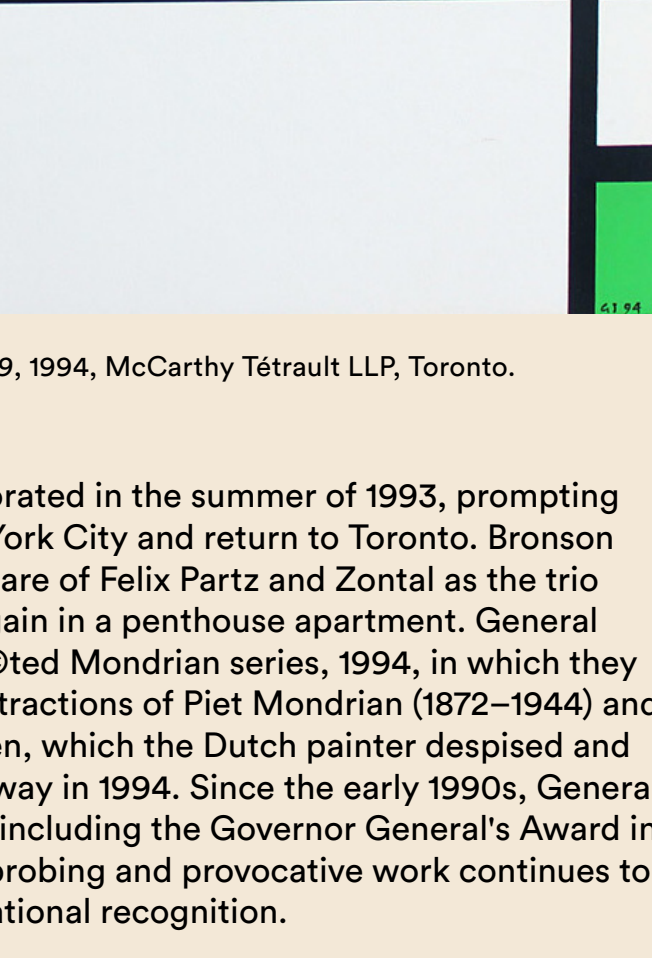 GI 94
9, 1994, McCarthy Tétrault LLP, Toronto.
orated in the summer of 1993, prompting
York City and return to Toronto. Bronson
are of Felix Partz and Zontal as the trio
gain in a penthouse apartment. General
©ted Mondrian series, 1994, in which they
tractions of Piet Mondrian (1872–1944) and
en, which the Dutch painter despised and
way in 1994. Since the early 1990s, Genera
including the Governor General's Award in
probing and provocative work continues to
ational recognition.